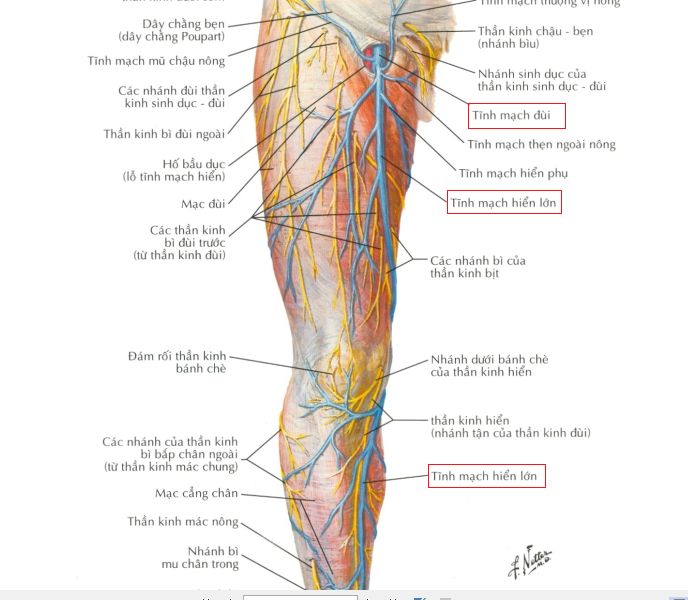 Dây chằng bẹn
(dây chằng Poupart)
Tĩnh mạch mũ chậu nông
Các nhánh đùi thần
kinh sinh dục - đùi
Thần kinh bì đùi ngoài
Hố bầu dục
(lỗ tĩnh mạch hiển)
Mạc đùi
Các thần kinh
bì đùi trước
(từ thần kinh đùi)
Đám rối thần kinh
bánh chè
Các nhánh của thần kinh
bì bắp chân ngoài
(từ thần kinh mác chung)
Mạc cẳng chân
Thần kinh mác nông
Nhánh bì
mu chân trong
Tĩnh mạch thượng vị nông
Thần kinh chậu - bẹn
(nhánh bìu)
Nhánh sinh dục của
thần kinh sinh dục - đùi
Tĩnh mạch đùi
Tĩnh mạch thẹn ngoài nông
Tĩnh mạch hiển phụ
Tĩnh mạch hiển lớn
Các nhánh bì của
thần kinh bịt
Nhánh dưới bánh chè
của thần kinh hiển
thần kinh hiển
(nhánh tận của thần kinh đùi)
Tĩnh mạch hiển lớn
F. Netter
M.D.